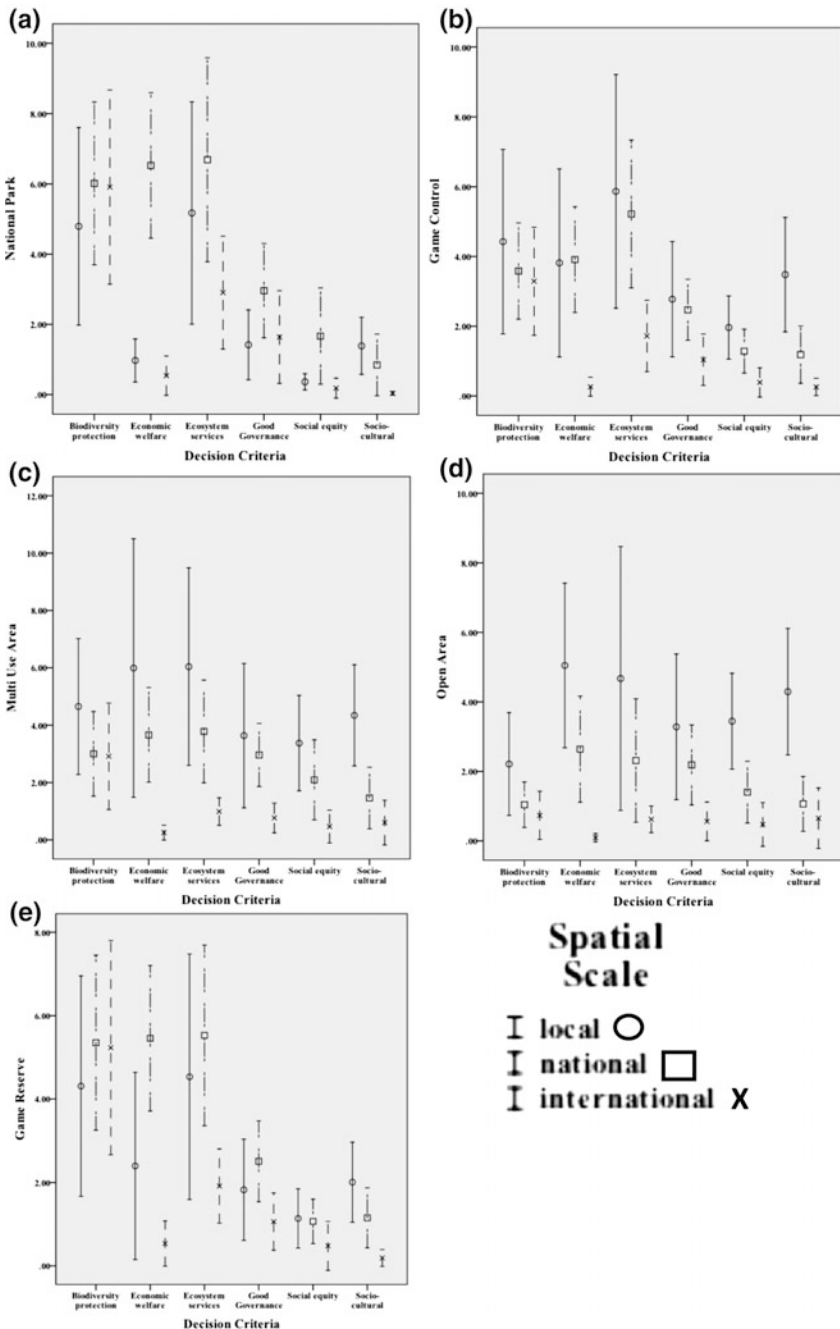 (a)
National Park
10.00
8.00
6.00
4.00
2.00
.00
Biodiversity protection
Economic welfare
Ecosystem services
Good Governance
Social equity
Socio-cultural
Decision Criteria
(b)
Game Control
10.00
8.00
6.00
4.00
2.00
.00
Biodiversity protection
Economic welfare
Ecosystem services
Good Governance
Social equity
Socio-cultural
Decision Criteria
(c)
Multi Use Area
12.00
10.00
8.00
6.00
4.00
2.00
.00
Biodiversity protection
Economic welfare
Ecosystem services
Good Governance
Social equity
Socio-cultural
Decision Criteria
(d)
Open Area
10.00
8.00
6.00
4.00
2.00
.00
Biodiversity protection
Economic welfare
Ecosystem services
Good Governance
Social equity
Socio-cultural
Decision Criteria
(e)
Game Reserve
8.00
6.00
4.00
2.00
.00
Biodiversity protection
Economic welfare
Ecosystem services
Good Governance
Social equity
Socio-cultural
Decision Criteria
Spatial
Scale
local
national
international X